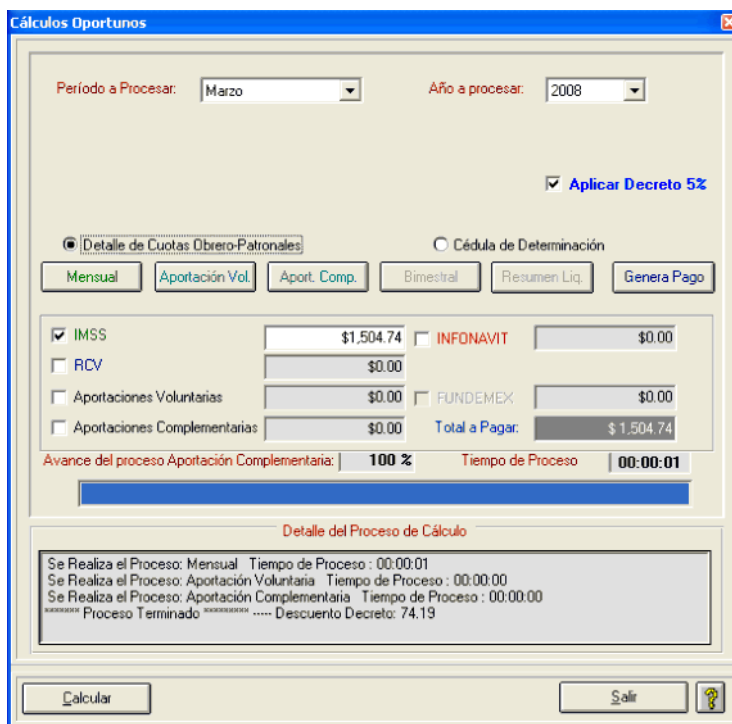 Cálculos Oportunos
Período a Procesar: Marzo Año a procesar: 2008
Aplicar Decreto 5%
Detalle de Cuotas Obrero-Patronales Cédula de Determinación
Mensual Aportación Vol. Aport. Comp. Bimestral Resumen Liq. Genera Pago
IMSS $1,504.74 INFONAVIT $0.00
RCV $0.00
Aportaciones Voluntarias $0.00 FUNDEMEX $0.00
Aportaciones Complementarias $0.00 Total a Pagar: $ 1,504.74
Avance del proceso Aportación Complementaria: 100 % Tiempo de Proceso 00:00:01
Detalle del Proceso de Cálculo
Se Realiza el Proceso: Mensual Tiempo de Proceso : 00:00:01
Se Realiza el Proceso: Aportación Voluntaria Tiempo de Proceso : 00:00:00
Se Realiza el Proceso: Aportación Complementaria Tiempo de Proceso : 00:00:00
******* Proceso Terminado ********* ----- Descuento Decreto: 74.19
Calcular Salir ?